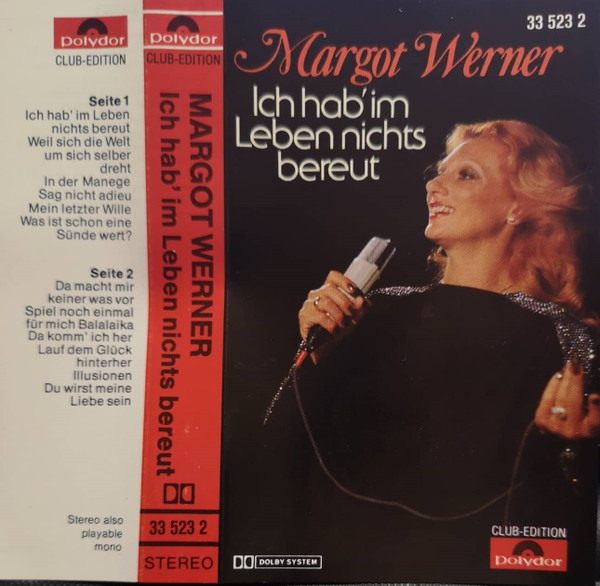 Polydor
CLUB-EDITION
Seite 1
Ich hab' im Leben
nichts bereut
Weil sich die Welt
um sich selber
dreht
In der Manege
Sag nicht adieu
Mein letzter Wille
Was ist schon eine
Sünde wert?
Seite 2
Da macht mir
keiner was vor
Spiel noch einmal
für mich Balalaika
Da komm' ich her
Lauf dem Glück
hinterher
Illusionen
Du wirst meine
Liebe sein
Stereo also
playable
mono
Polydor
CLUB-EDITION
MARGOT WERNER
Ich hab' im Leben nichts bereut
33 523 2
STEREO
33 523 2
Margot Werner
Ich hab' im
Leben nichts
bereut
DOLBY SYSTEM
CLUB-EDITION
Polydor